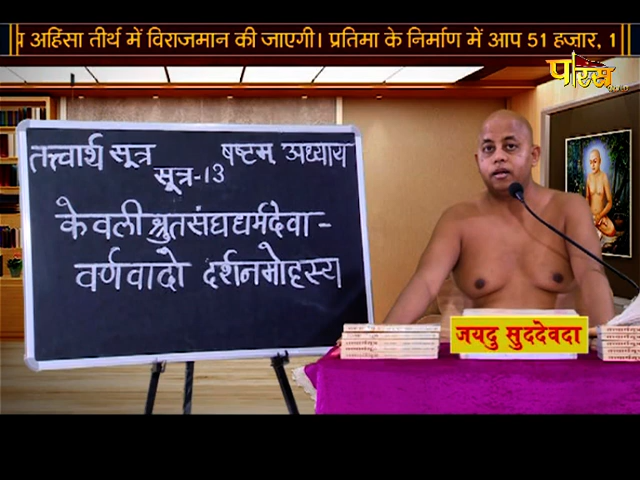 अहिंसा तीर्थ में विराजमान की जाएगी। प्रतिमा के निर्माण में आप 51 हजार, 1
पारस
तत्त्वार्थ सूत्र षष्टम् अध्याय
सूत्र-13
केवलीश्रुतसंघधर्मदेवा-
वर्णवादो दर्शनमोहस्य
जयदु सुददेवदा